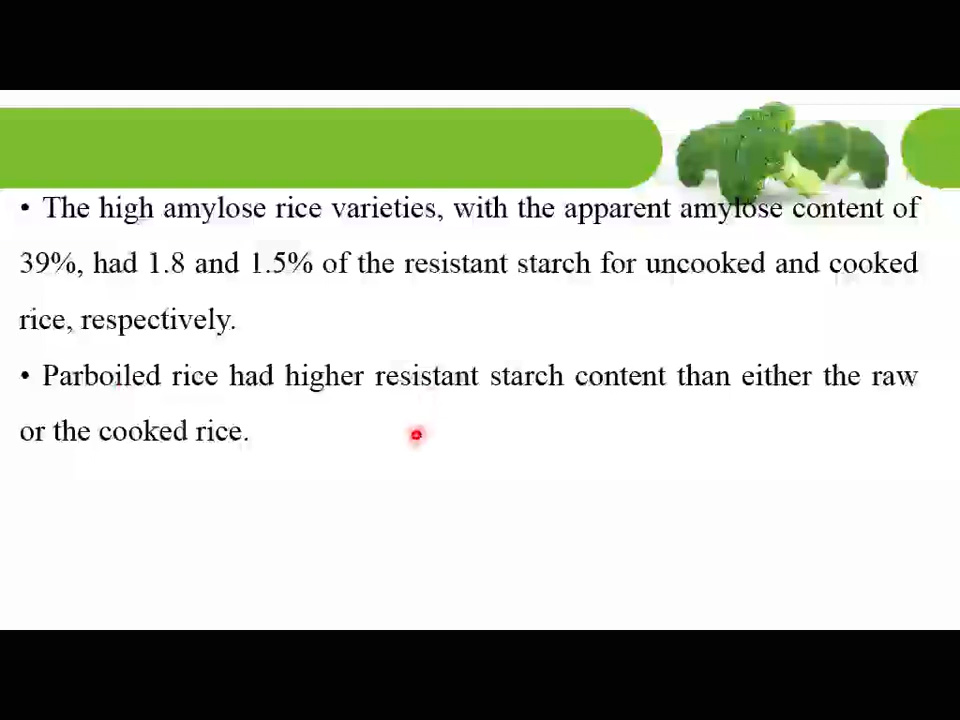 • The high amylose rice varieties, with the apparent amylose content of
39%, had 1.8 and 1.5% of the resistant starch for uncooked and cooked
rice, respectively.
• Parboiled rice had higher resistant starch content than either the raw
or the cooked rice.